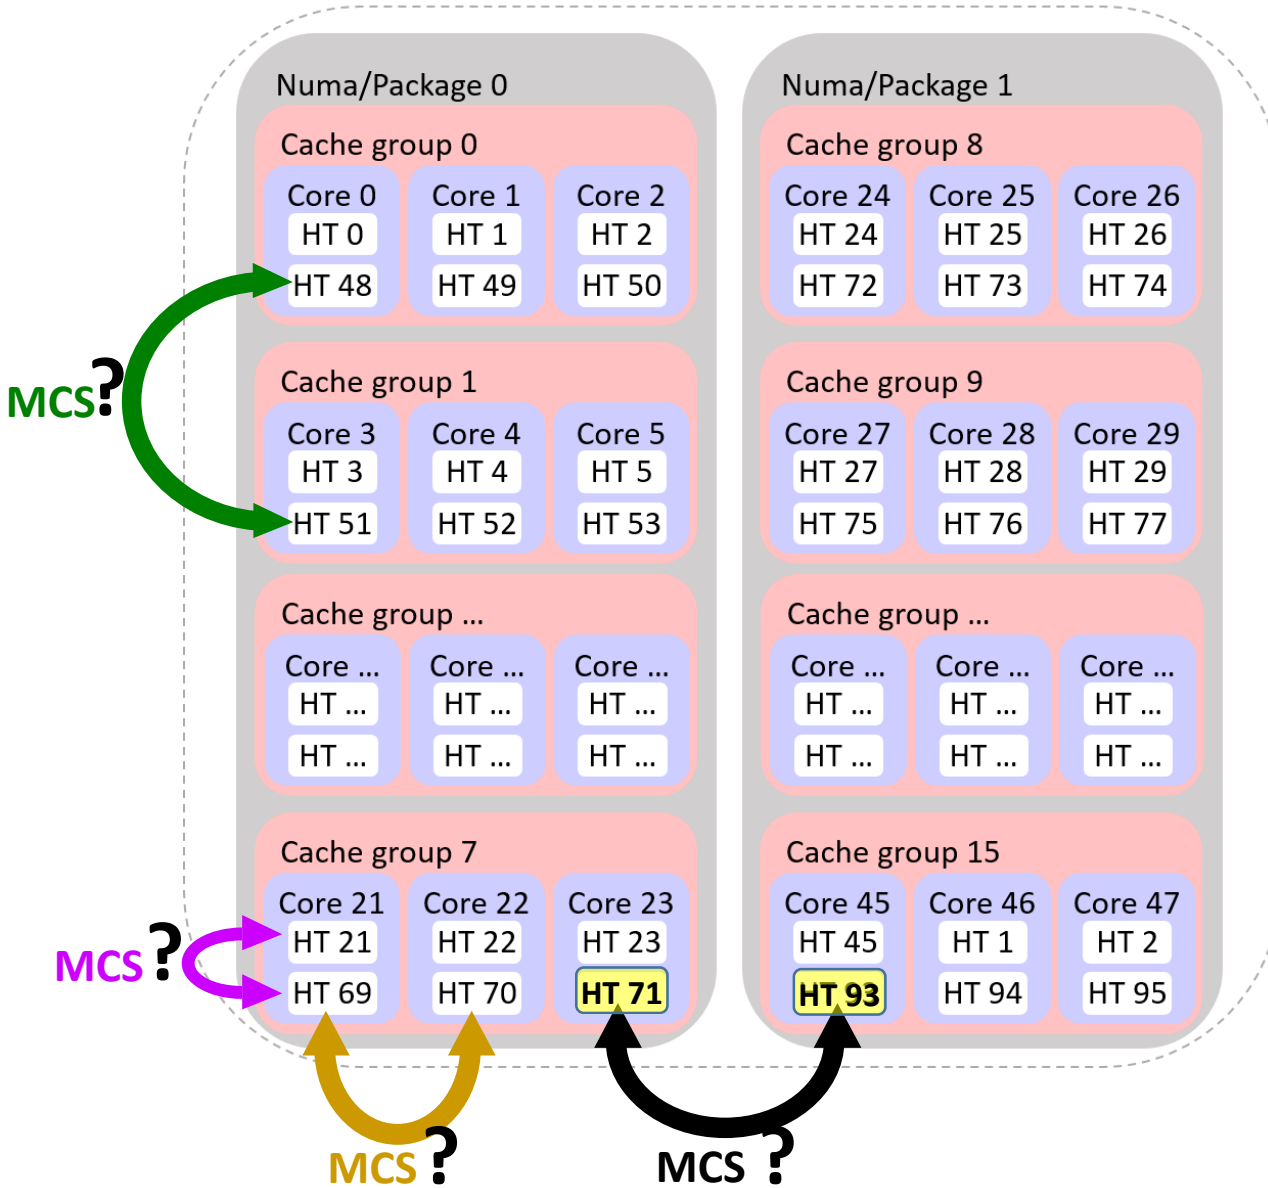 Numa/Package 0
Cache group 0
Core 0 Core 1 Core 2
HT 0 HT 1 HT 2
HT 48 HT 49 HT 50
Cache group 1
Core 3 Core 4 Core 5
HT 3 HT 4 HT 5
HT 51 HT 52 HT 53
Cache group ...
Core ... Core ... Core ...
HT ... HT ... HT ...
HT ... HT ... HT ...
Cache group 7
Core 21 Core 22 Core 23
HT 21 HT 22 HT 23
HT 69 HT 70 HT 71
Numa/Package 1
Cache group 8
Core 24 Core 25 Core 26
HT 24 HT 25 HT 26
HT 72 HT 73 HT 74
Cache group 9
Core 27 Core 28 Core 29
HT 27 HT 28 HT 29
HT 75 HT 76 HT 77
Cache group ...
Core ... Core ... Core ...
HT ... HT ... HT ...
HT ... HT ... HT ...
Cache group 15
Core 45 Core 46 Core 47
HT 45 HT 1 HT 2
HT 93 HT 94 HT 95
MCS?
MCS ?
MCS ?
MCS ?